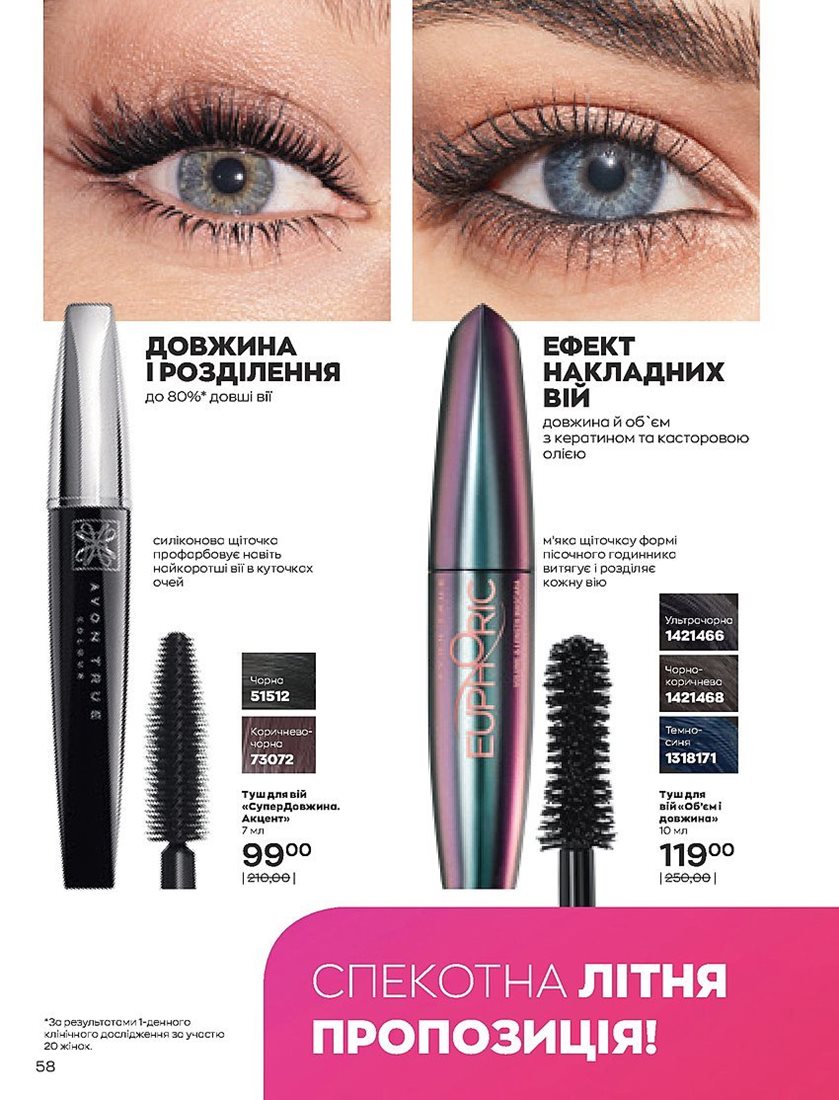 ДОВЖИНА
І РОЗДІЛЕННЯ
до 80%* довші вії
силіконова щіточка
профарбовує навіть
найкоротші вії в куточках
очей
AVON TRUE
COLOUR
Чорна
51512
Коричнево-
чорна
73072
Туш для вій
«СуперДовжина.
Акцент»
7 мл
9900
|210,00|
ЕФЕКТ
НАКЛАДНИХ
ВІЙ
довжина й об`єм
з кератином та касторовою
олією
м'яка щіточкау формі
пісочного годинника
витягує і розділяє
кожну вію
EUPHORIC
Ультрачорна
1421466
Чорно-
коричнева
1421468
Темно-
синя
1318171
Туш для
вій «Об'єм і
довжина»
10 мл
11900
|250,00|
СПЕКОТНА ЛІТНЯ
ПРОПОЗИЦІЯ!
*За результатами 1-денного
клінічного дослідження за участю
20 жінок.
58